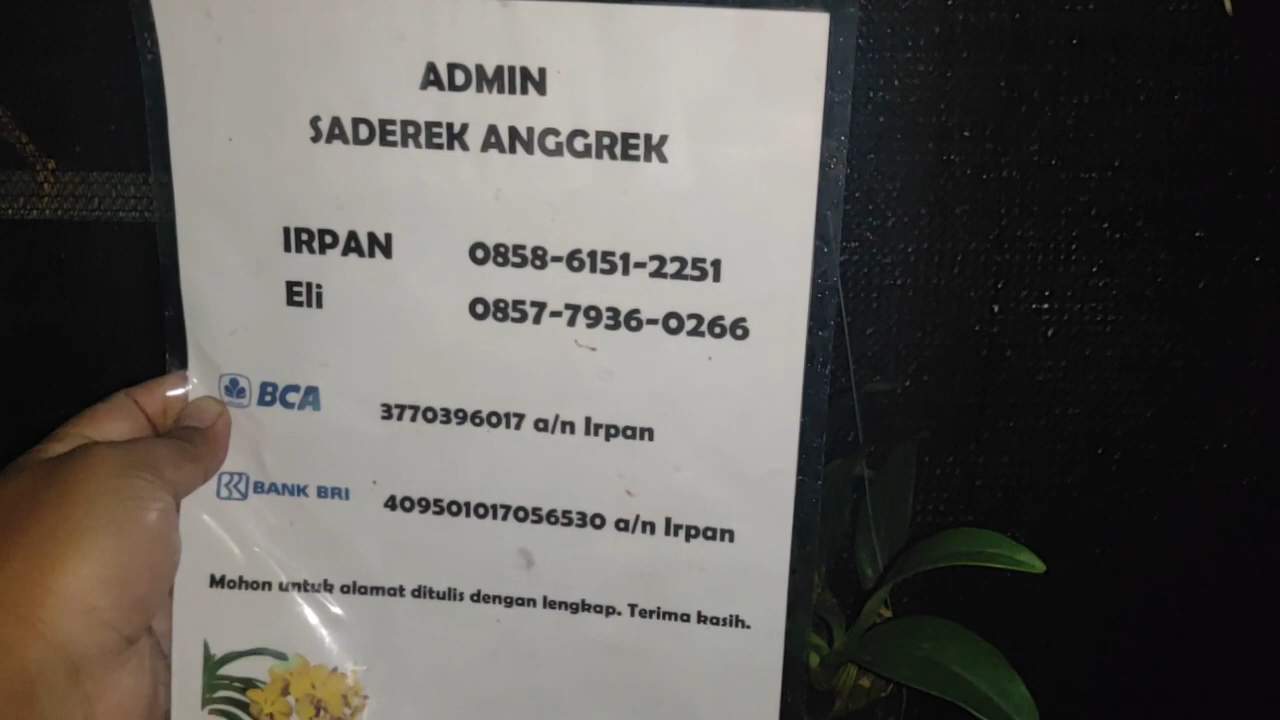 ADMIN
SADEREK ANGGREK
IRPAN 0858-6151-2251
Eli 0857-7936-0266
BCA 3770396017 a/n Irpan
BANK BRI 409501017056530 a/n Irpan
Mohon untuk alamat ditulis dengan lengkap. Terima kasih.